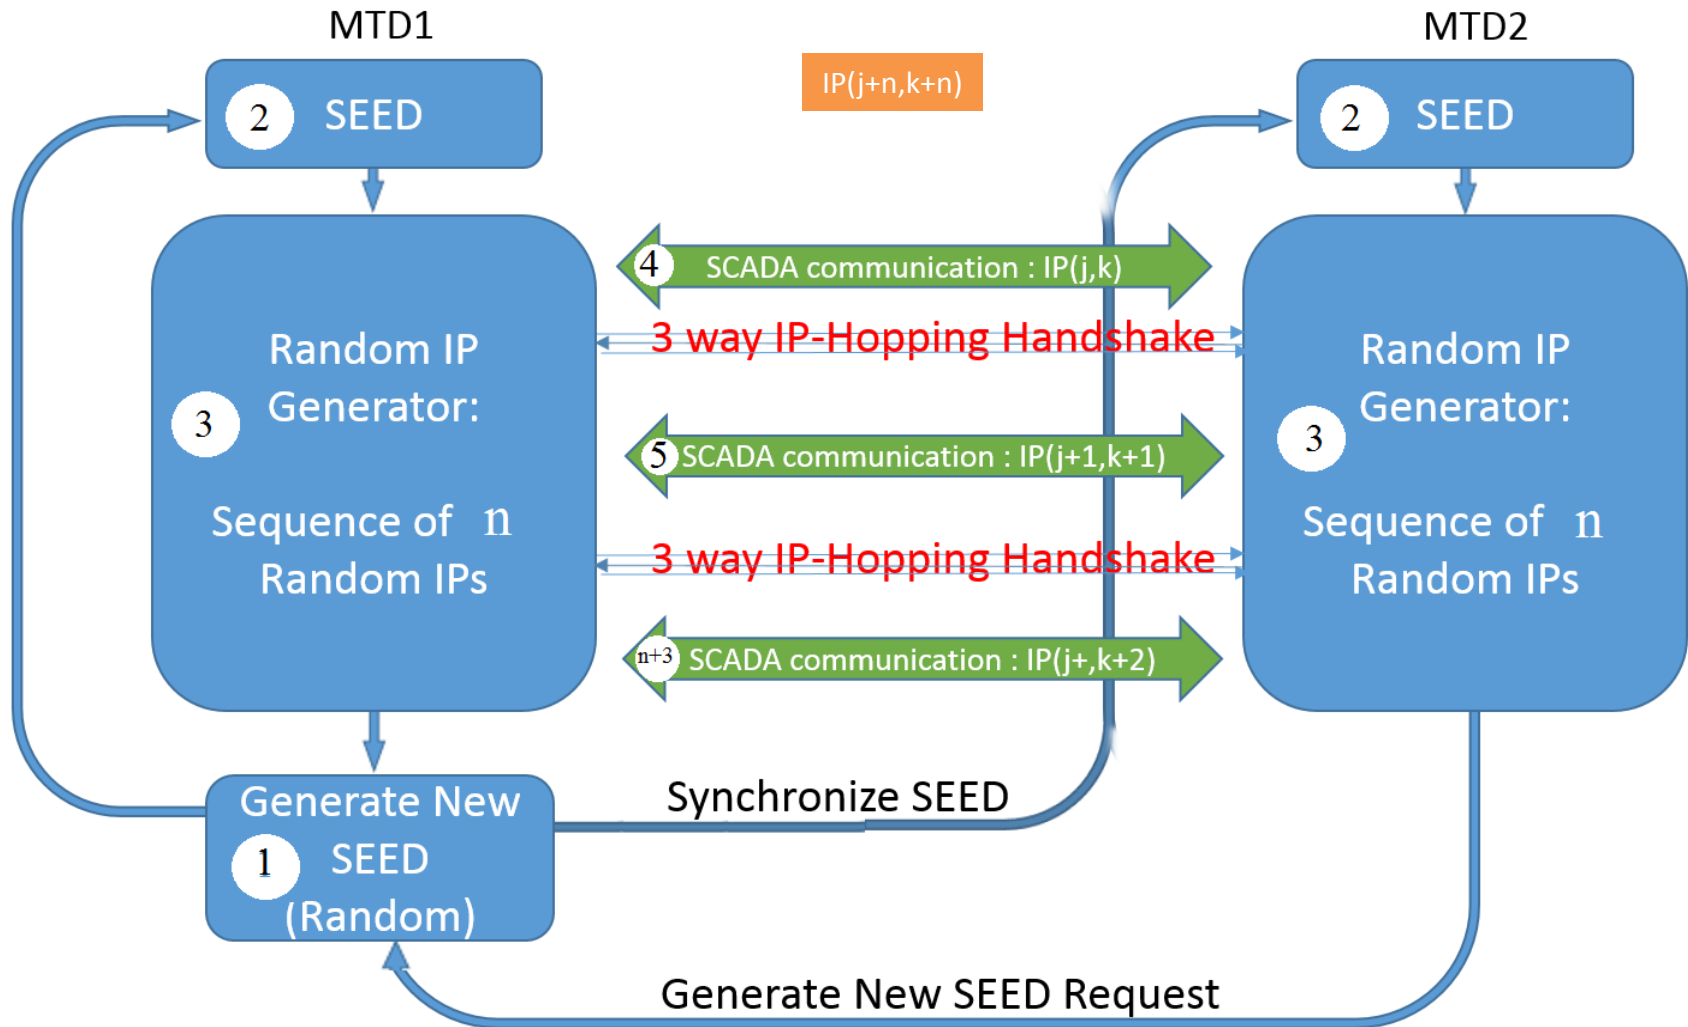 MTD1
MTD2
IP(j+n,k+n)
2 SEED
2 SEED
4 SCADA communication : IP(j,k)
3 way IP-Hopping Handshake
Random IP
Generator:
3
Sequence of n
Random IPs
Random IP
Generator:
3
Sequence of n
Random IPs
5 SCADA communication : IP(j+1,k+1)
3 way IP-Hopping Handshake
n+3 SCADA communication : IP(j+,k+2)
Generate New
SEED
1
(Random)
Synchronize SEED
Generate New SEED Request